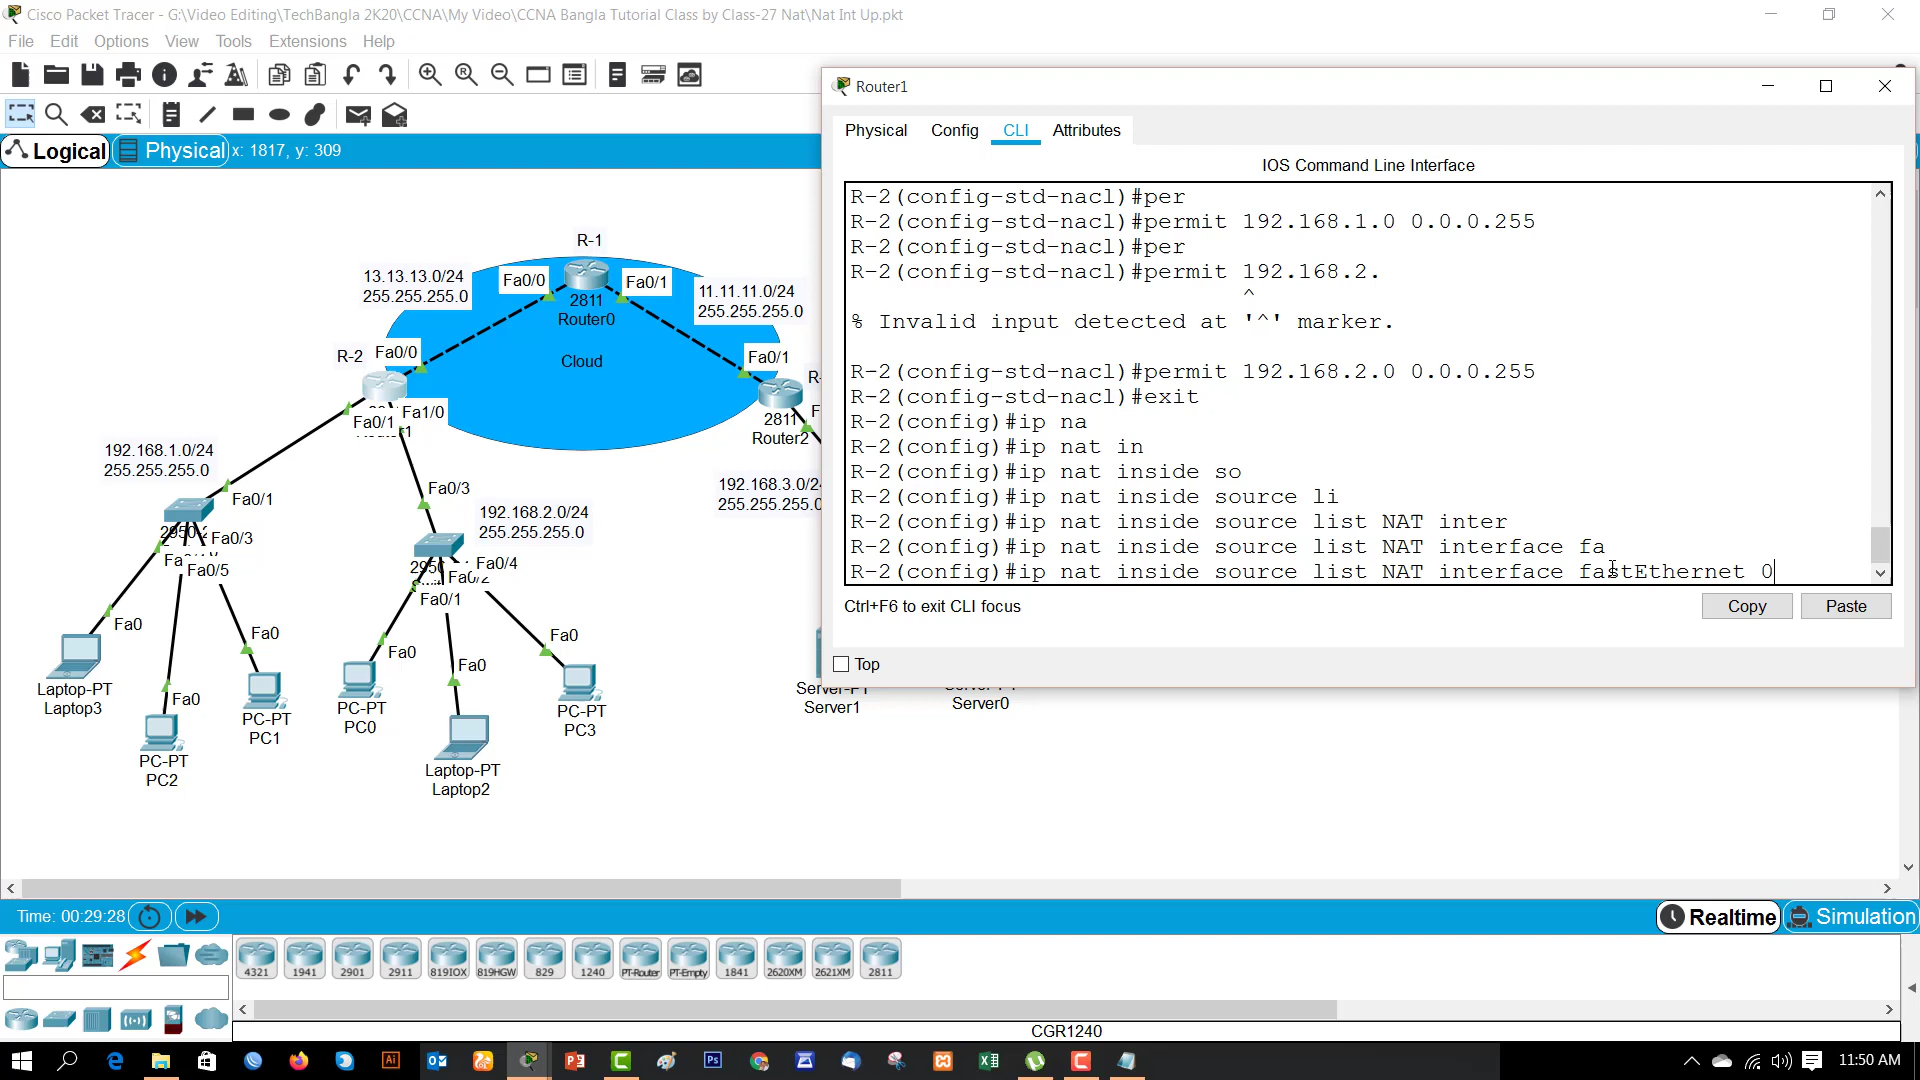 Cisco Packet Tracer - G:\Video Editing\TechBangla 2K20\CCNA\My Video\CCNA Bangla Tutorial Class by Class-27 Nat\Nat Int Up.pkt
File Edit Options View Tools Extensions Help
Logical Physical x: 1817, y: 309
R-1
13.13.13.0/24
255.255.255.0
Fa0/0
Fa0/1
2811
Router0
11.11.11.0/24
255.255.255.0
R-2
Fa0/0
Cloud
Fa0/1
Fa1/0
Fa0/1
2811
Router2
192.168.1.0/24
255.255.255.0
192.168.3.0/24
255.255.255.0
Fa0/1
Fa0/3
192.168.2.0/24
255.255.255.0
Fa0/3
Fa0/5
Fa0/4
Fa0/1
Fa0
Fa0
Fa0
Fa0
Fa0
Fa0
Laptop-PT
Laptop3
PC-PT
PC2
PC-PT
PC1
PC-PT
PC0
Laptop-PT
Laptop2
PC-PT
PC3
Server1
Server0
Router1
Physical Config CLI Attributes
IOS Command Line Interface
R-2(config-std-nacl)#per
R-2(config-std-nacl)#permit 192.168.1.0 0.0.0.255
R-2(config-std-nacl)#per
R-2(config-std-nacl)#permit 192.168.2.
^
% Invalid input detected at '^' marker.
R-2(config-std-nacl)#permit 192.168.2.0 0.0.0.255
R-2(config-std-nacl)#exit
R-2(config)#ip na
R-2(config)#ip nat in
R-2(config)#ip nat inside so
R-2(config)#ip nat inside source li
R-2(config)#ip nat inside source list NAT inter
R-2(config)#ip nat inside source list NAT interface fa
R-2(config)#ip nat inside source list NAT interface fastEthernet 0
Ctrl+F6 to exit CLI focus
Copy Paste
Top
Time: 00:29:28
Realtime Simulation
4321 1941 2901 2911 819IOX 819HGW 829 1240 PT-Router PT-Empty 1841 2620XM 2621XM 2811
CGR1240
11:50 AM